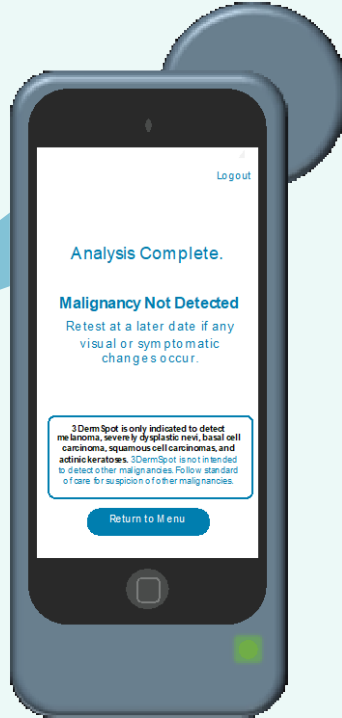 Logout
Analysis Complete.
Malignancy Not Detected
Retest at a later date if any
visual or symptomatic
changes occur.
3DermSpot is only indicated to detect
melanoma, severely dysplastic nevi, basal cell
carcinoma, squamous cell carcinomas, and
actinic keratoses. 3DermSpot is not intended
to detect other malignancies. Follow standard
of care for suspicion of other malignancies.
Return to Menu